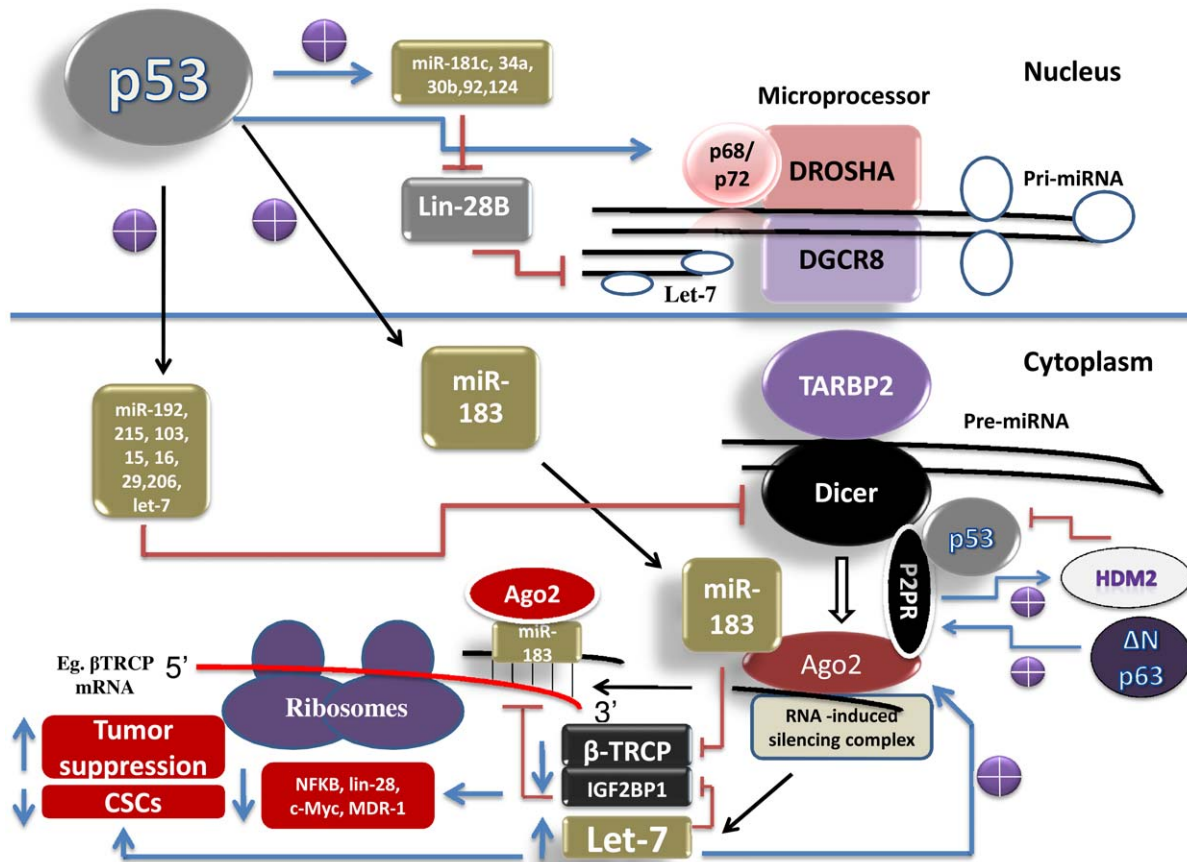 p53
miR-181c, 34a,
30b,92,124
Nucleus
Microprocessor
p68/
p72
DROSHA
Pri-miRNA
Lin-28B
DGCR8
Let-7
Cytoplasm
TARBP2
miR-
183
Pre-miRNA
miR-192,
215, 103,
15, 16,
29,206,
let-7
Dicer
p53
P2PR
HDM2
miR-
183
Ago2
miR-
183
ΔN
p63
Ago2
Eg. βTRCP
mRNA
5’
Ribosomes
3’
RNA -induced
silencing complex
Tumor
suppression
β-TRCP
NFKB, lin-28,
c-Myc, MDR-1
IGF2BP1
CSCs
Let-7